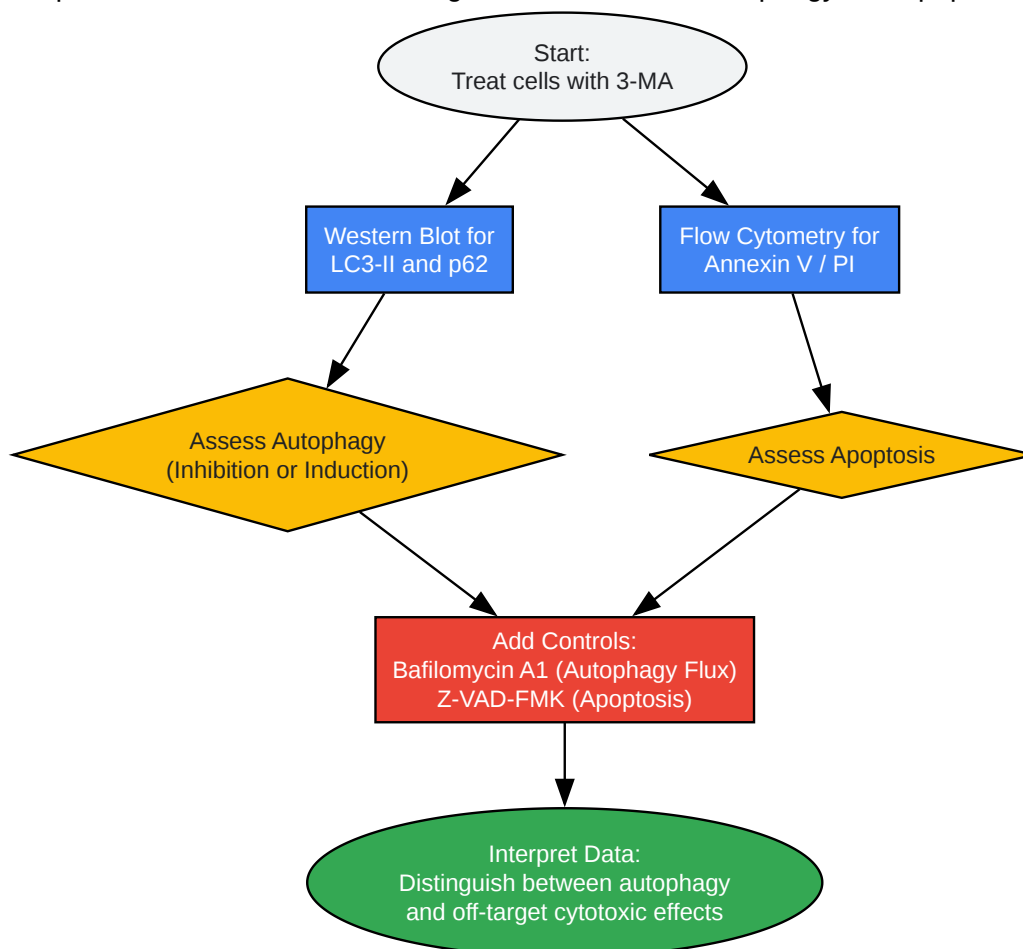 Start:
Treat cells with 3-MA
Western Blot for
LC3-II and p62
Flow Cytometry for
Annexin V / PI
Assess Autophagy
(Inhibition or Induction)
Assess Apoptosis
Add Controls:
Bafilomycin A1 (Autophagy Flux)
Z-VAD-FMK (Apoptosis)
Interpret Data:
Distinguish between autophagy
and off-target cytotoxic effects